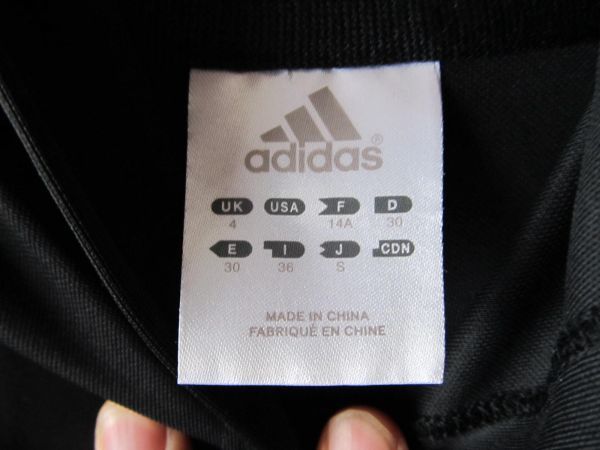 adidas®
UK USA F D
4 14A 30
E I J CDN
30 36 S
MADE IN CHINA
FABRIQUÉ EN CHINE